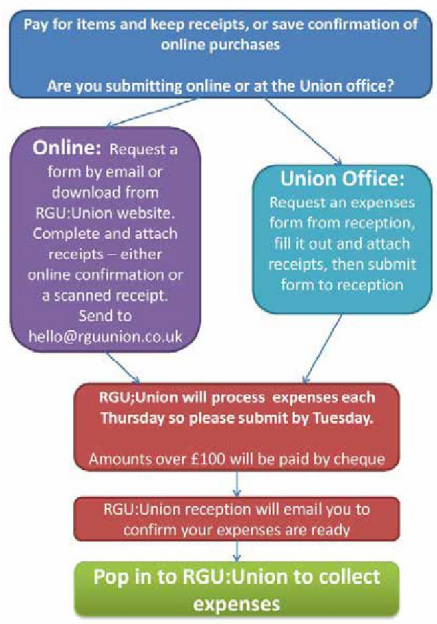 Pay for items and keep receipts, or save confirmation of
online purchases
Are you submitting online or at the Union office?
Online: Request a
form by email or
download from
RGU:Union website.
Complete and attach
receipts – either
online confirmation or
a scanned receipt.
Send to
hello@rguunion.co.uk
Union Office:
Request an expenses
form from reception,
fill it out and attach
receipts, then submit
form to reception
RGU;Union will process expenses each
Thursday so please submit by Tuesday.
Amounts over £100 will be paid by cheque
RGU:Union reception will email you to
confirm your expenses are ready
Pop in to RGU:Union to collect
expenses